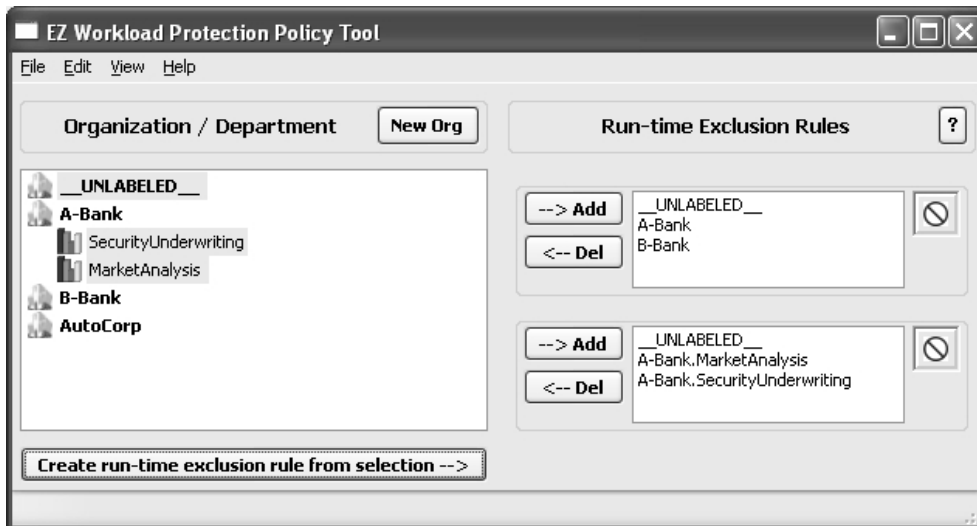 EZ Workload Protection Policy Tool
File Edit View Help
Organization / Department
New Org
__UNLABELED__
A-Bank
SecurityUnderwriting
MarketAnalysis
B-Bank
AutoCorp
Create run-time exclusion rule from selection -->
Run-time Exclusion Rules
?
--> Add
<-- Del
__UNLABELED__
A-Bank
B-Bank
--> Add
<-- Del
__UNLABELED__
A-Bank.MarketAnalysis
A-Bank.SecurityUnderwriting